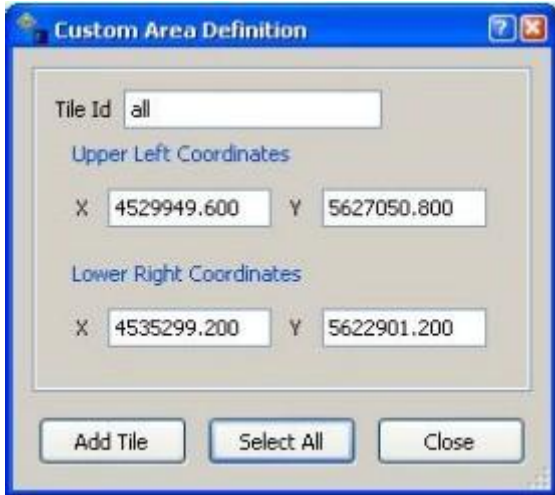 Custom Area Definition
Tile Id all
Upper Left Coordinates
X 4529949.600 Y 5627050.800
Lower Right Coordinates
X 4535299.200 Y 5622901.200
Add Tile Select All Close